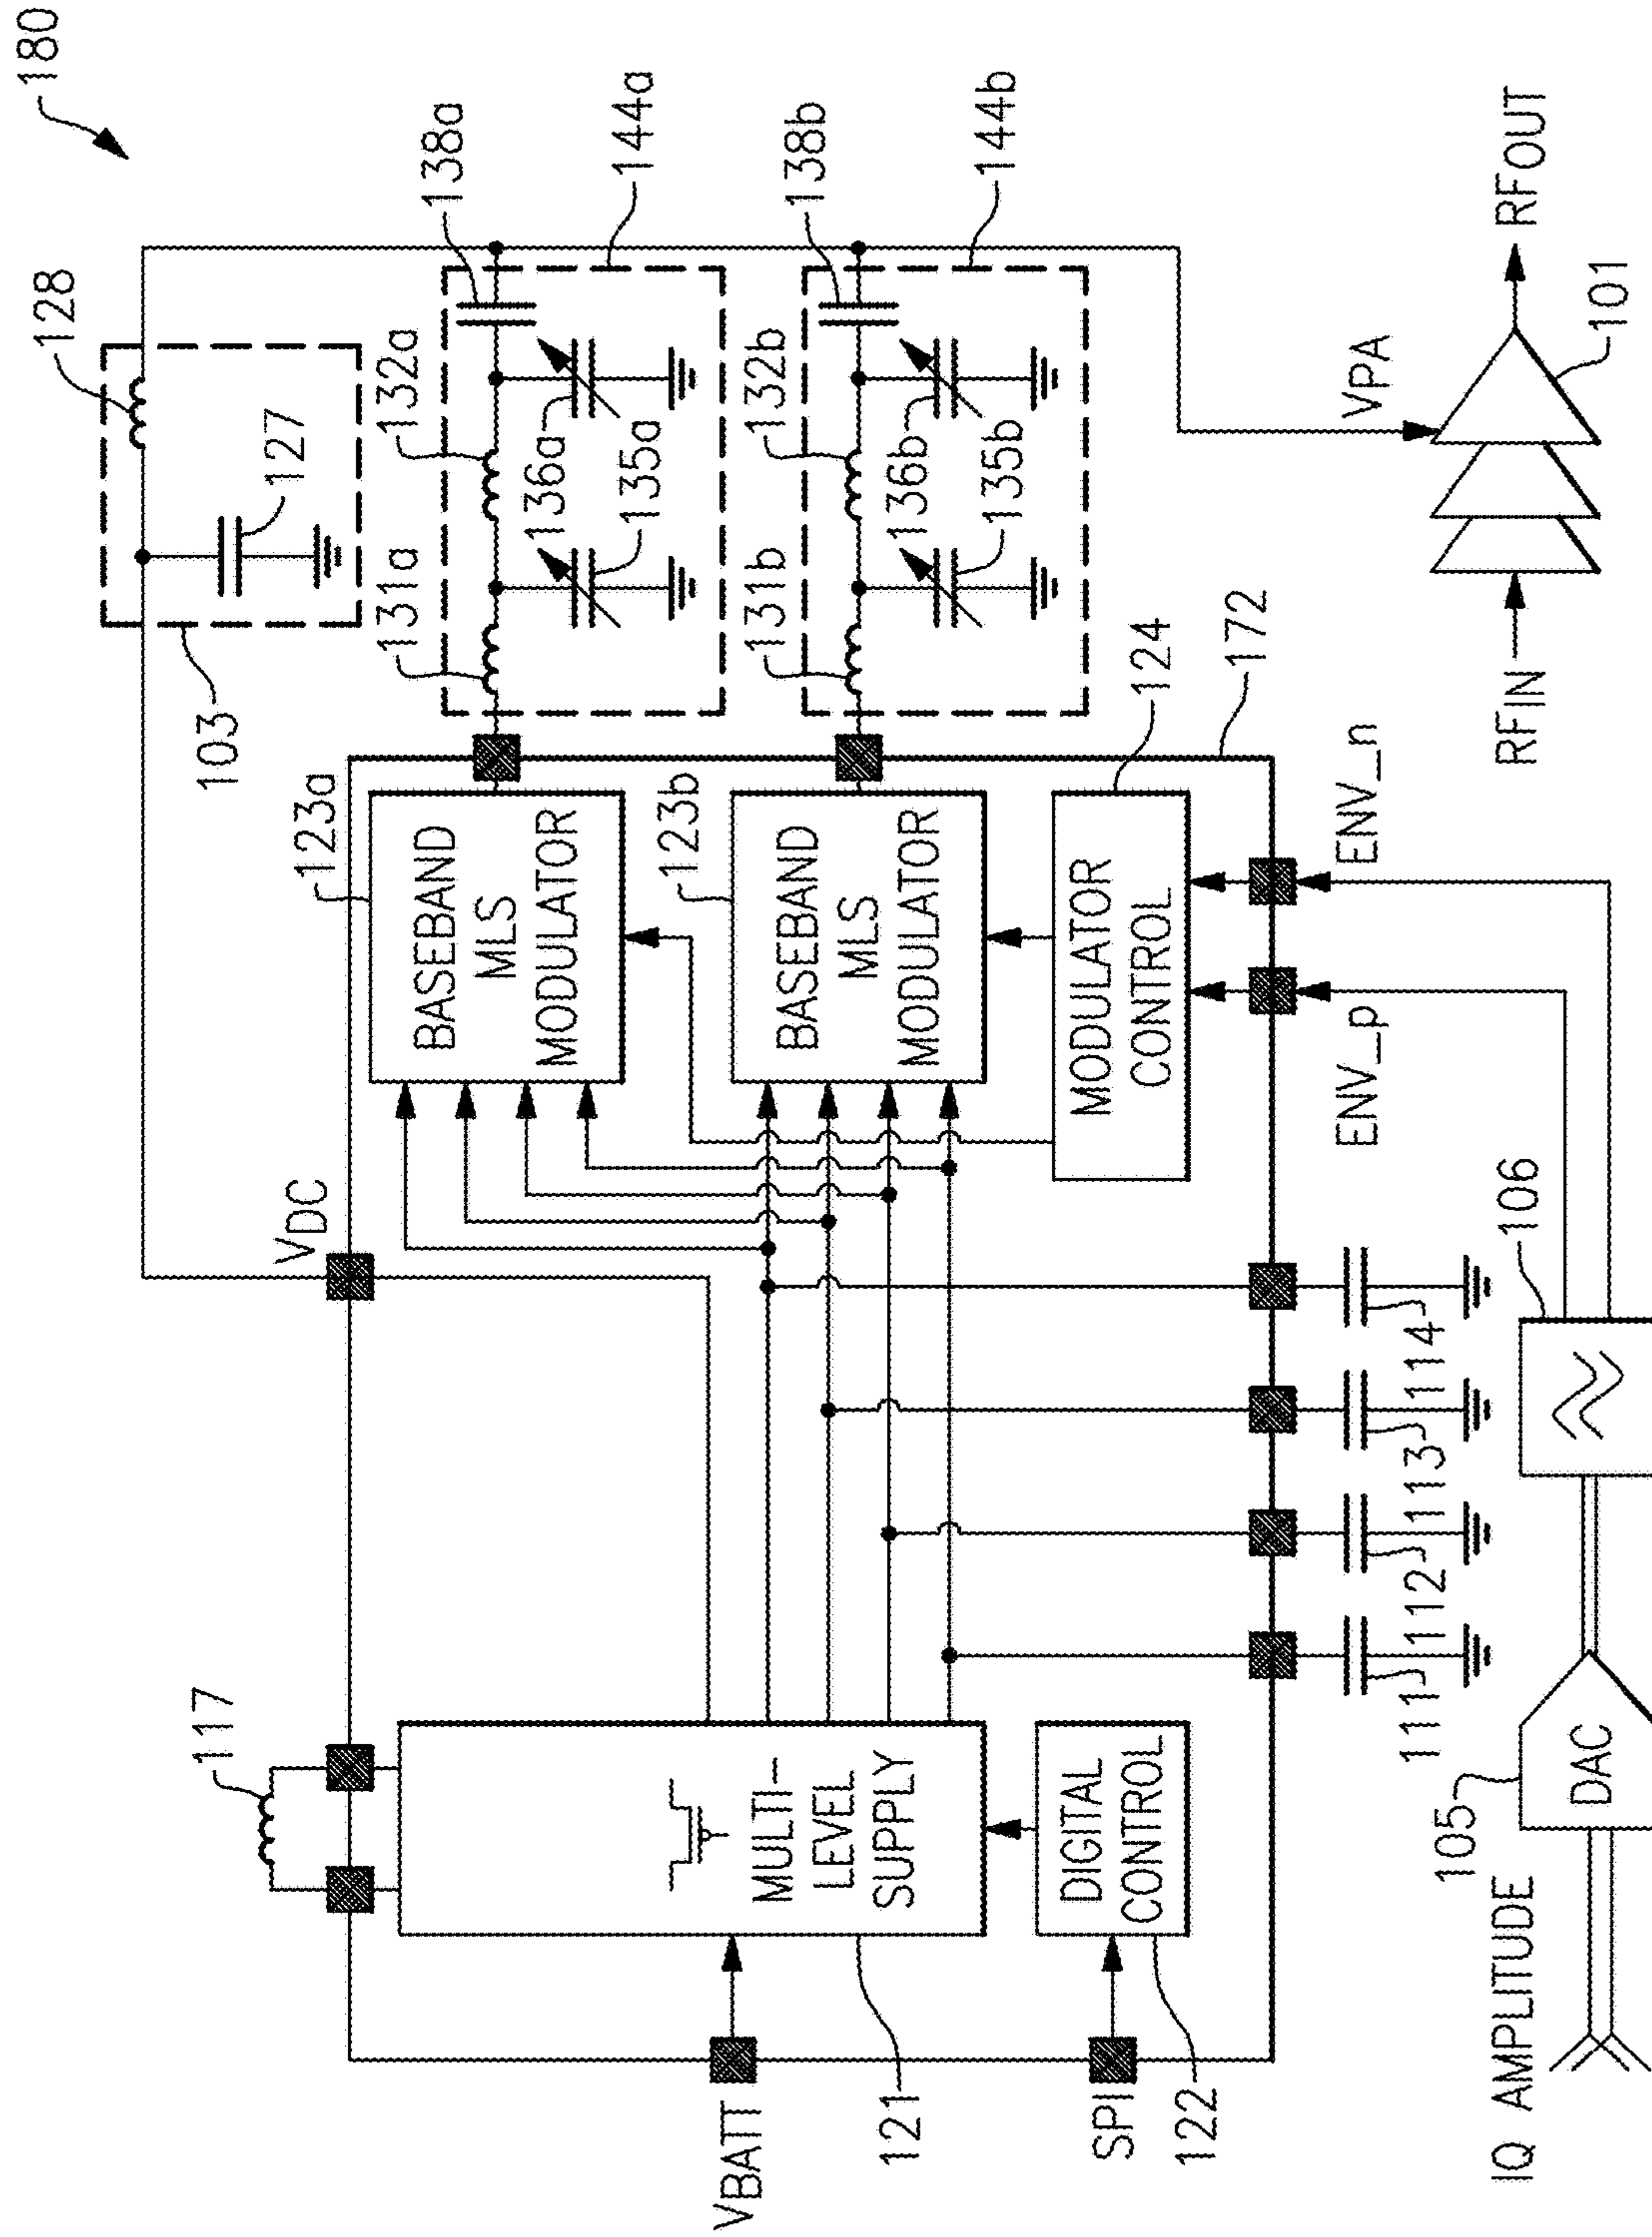 180
128
127
103
138a
144a
132a
136a
135a
131a
138b
144b
132b
136b
135b
131b
117
VDC
123a
BASEBAND
MLS
MODULATOR
123b
BASEBAND
MLS
MODULATOR
124
MODULATOR
CONTROL
172
VBATT
MULTI-
LEVEL
SUPPLY
121
SPI
DIGITAL
CONTROL
122
111
112
113
114
ENV_p
ENV_n
VPA
RFIN
RFOUT
101
IQ AMPLITUDE
105
DAC
106